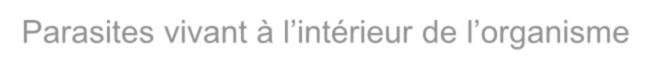 Parasites vivant à l’intérieur de l’organisme